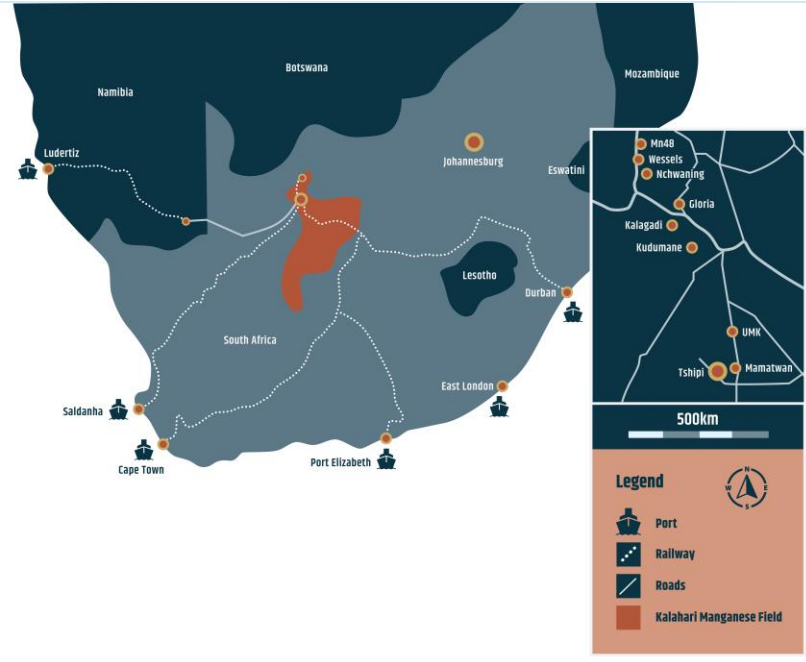 Botswana
Mozambique
Namibia
Ludertiz
Johannesburg
Eswatini
Lesotho
Durban
South Africa
East London
Saldanha
Cape Town
Port Elizabeth
Mn48
Wessels
Nchwaning
Gloria
Kalagadi
Kudumane
UMK
Tshipi
Mamatwan
500km
Legend
N
W
E
S
Port
Railway
Roads
Kalahari Manganese Field